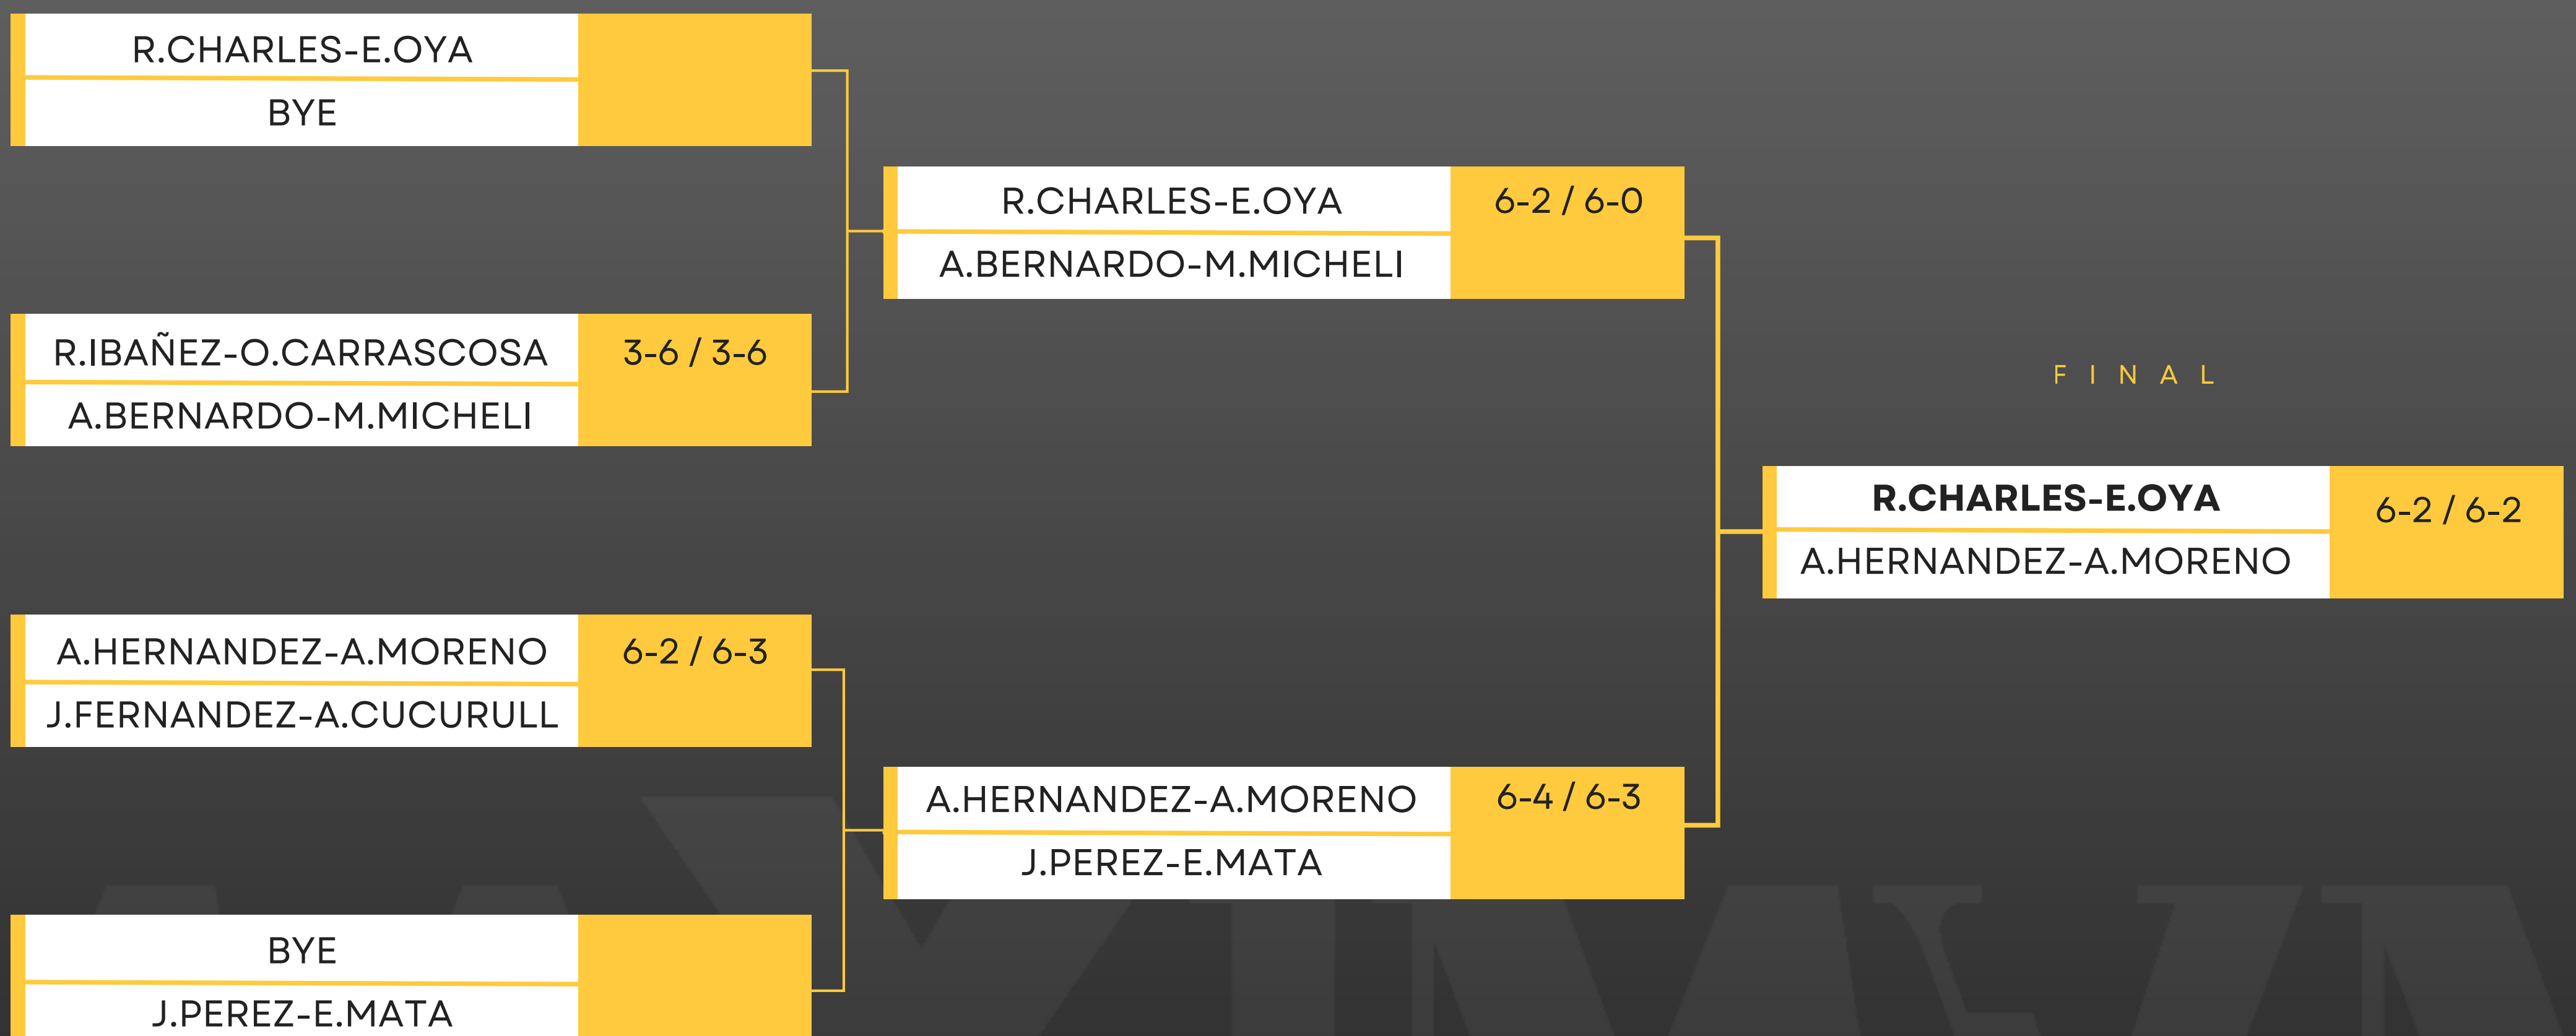 R.CHARLES-E.OYA
BYE
R.IBAÑEZ-O.CARRASCOSA
3-6 / 3-6
A.BERNARDO-M.MICHELI
A.HERNANDEZ-A.MORENO
6-2 / 6-3
J.FERNANDEZ-A.CUCURULL
BYE
J.PEREZ-E.MATA
R.CHARLES-E.OYA
6-2 / 6-0
A.BERNARDO-M.MICHELI
A.HERNANDEZ-A.MORENO
6-4 / 6-3
J.PEREZ-E.MATA
FINAL
R.CHARLES-E.OYA
6-2 / 6-2
A.HERNANDEZ-A.MORENO